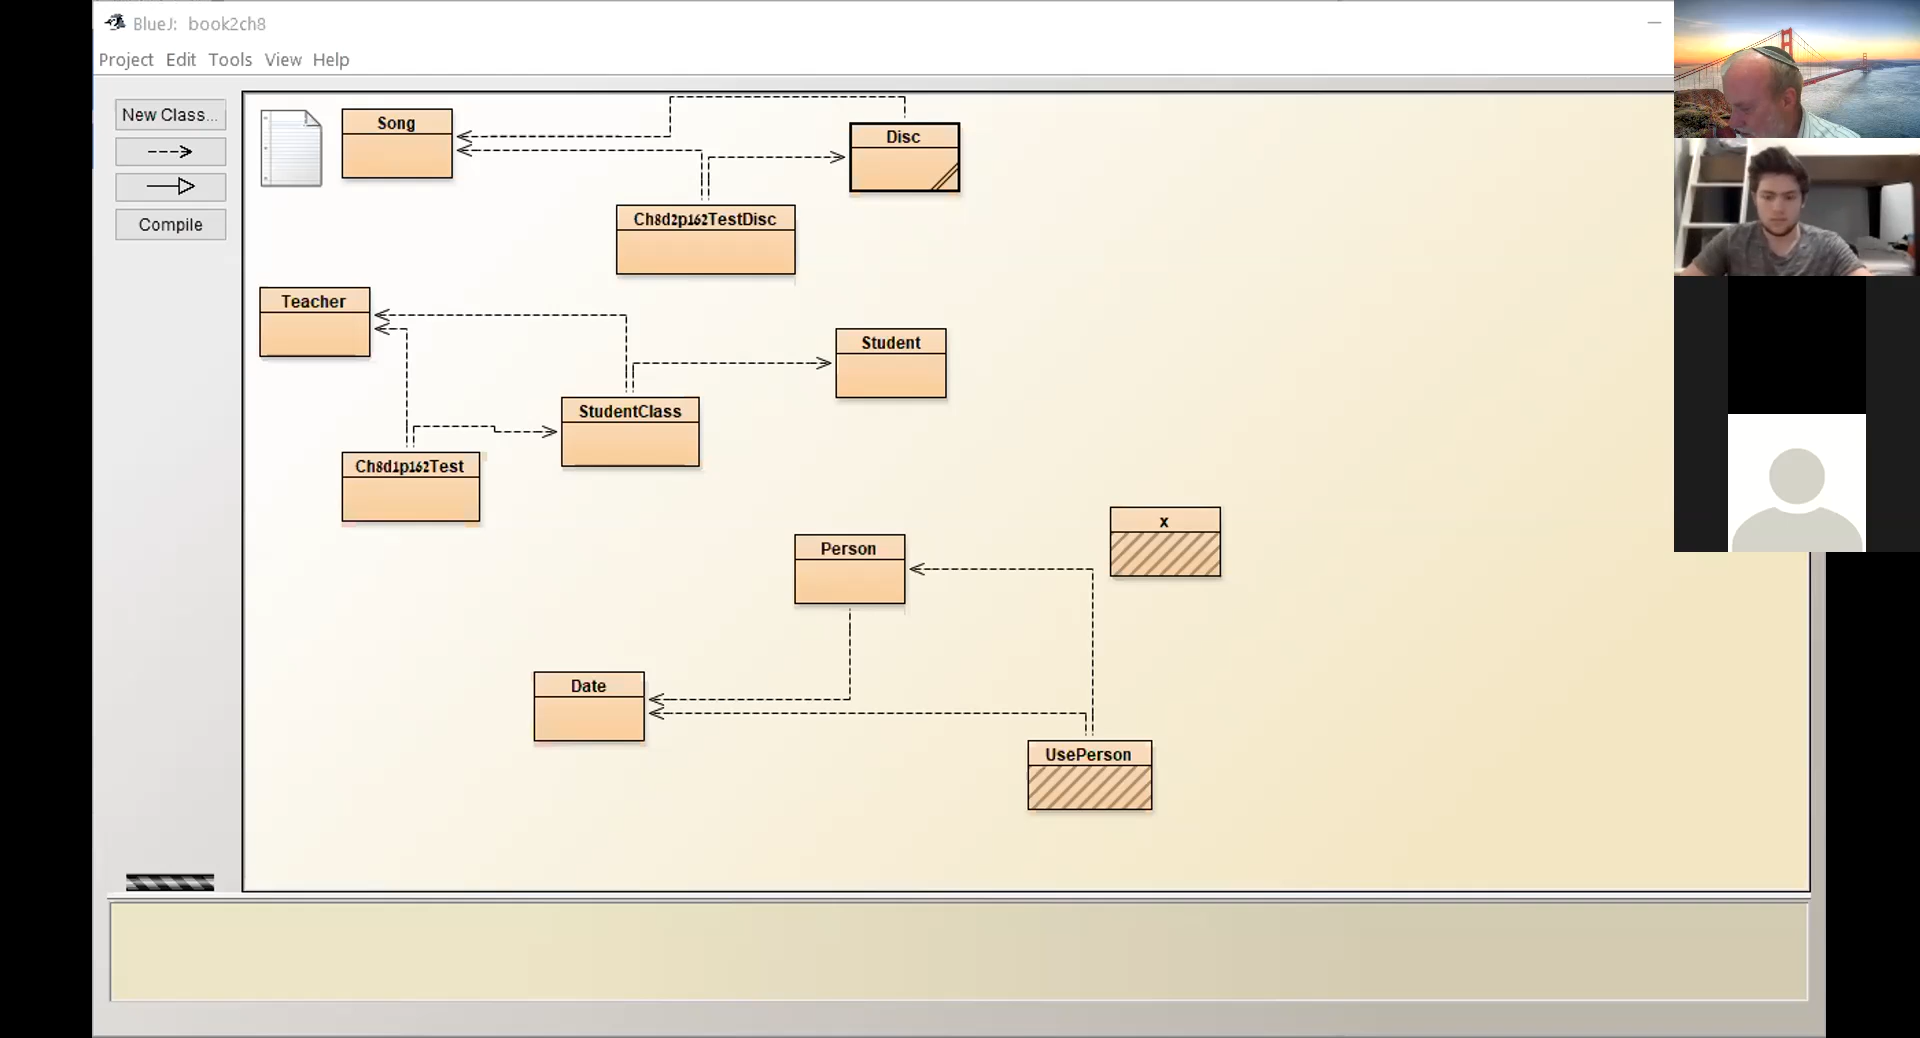 BlueJ: book2ch8
Project Edit Tools View Help
New Class...
Compile
Song
Disc
Ch8d2p162TestDisc
Teacher
Student
StudentClass
Ch8d1p162Test
x
Person
Date
UsePerson